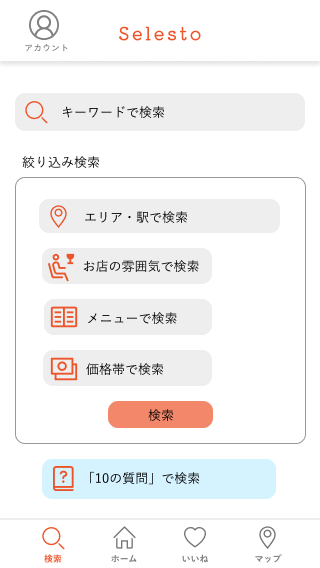 アカウント
Selesto
キーワードで検索
絞り込み検索
エリア・駅で検索
お店の雰囲気で検索
メニューで検索
価格帯で検索
検索
?「10の質問」で検索
検索 ホーム いいね マップ